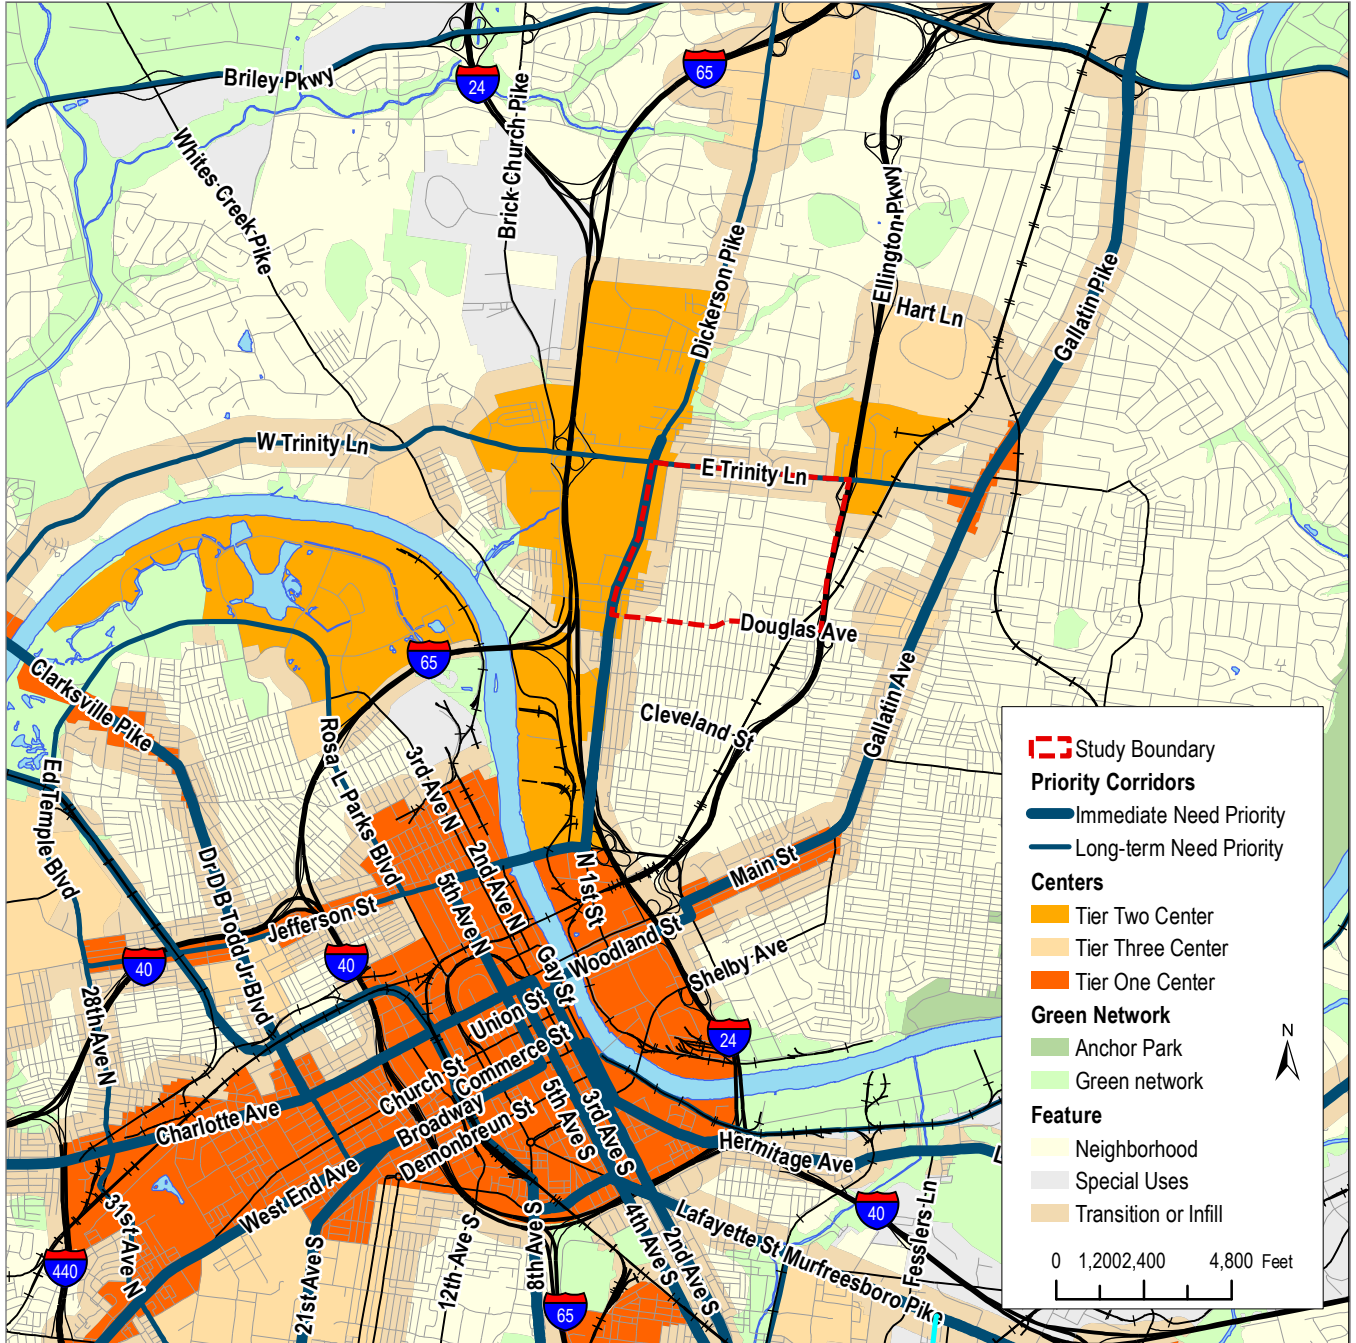 Briley Pkwy
24
65
Whites Creek Pike
Brick Church Pike
Dickerson Pike
Ellington Pkwy
Hart Ln
Gallatin Pike
W Trinity Ln
E Trinity Ln
Douglas Ave
65
Clarksville Pike
Cleveland St
Gallatin Ave
Ed Temple Blvd
Rosa L Parks Blvd
3rd Ave N
2nd Ave N
5th Ave N
Dr D B Todd Jr Blvd
Jefferson St
N 1st St
Main St
Woodland St
Gay St
Shelby Ave
40
40
28th Ave N
Union St
Commerce St
Church St
Broadway
Demonbreun St
Charlotte Ave
5th Ave S
3rd Ave S
24
Hermitage Ave
L
West End Ave
31st Ave N
440
21st Ave S
12th Ave S
8th Ave S
4th Ave S
2nd Ave S
Lafayette St
Murfreesboro Pike
Fesslers Ln
40
65
Study Boundary
Priority Corridors
Immediate Need Priority
Long-term Need Priority
Centers
Tier Two Center
Tier Three Center
Tier One Center
Green Network
Anchor Park
Green network
Feature
Neighborhood
Special Uses
Transition or Infill
N
0 1,200 2,400 4,800 Feet